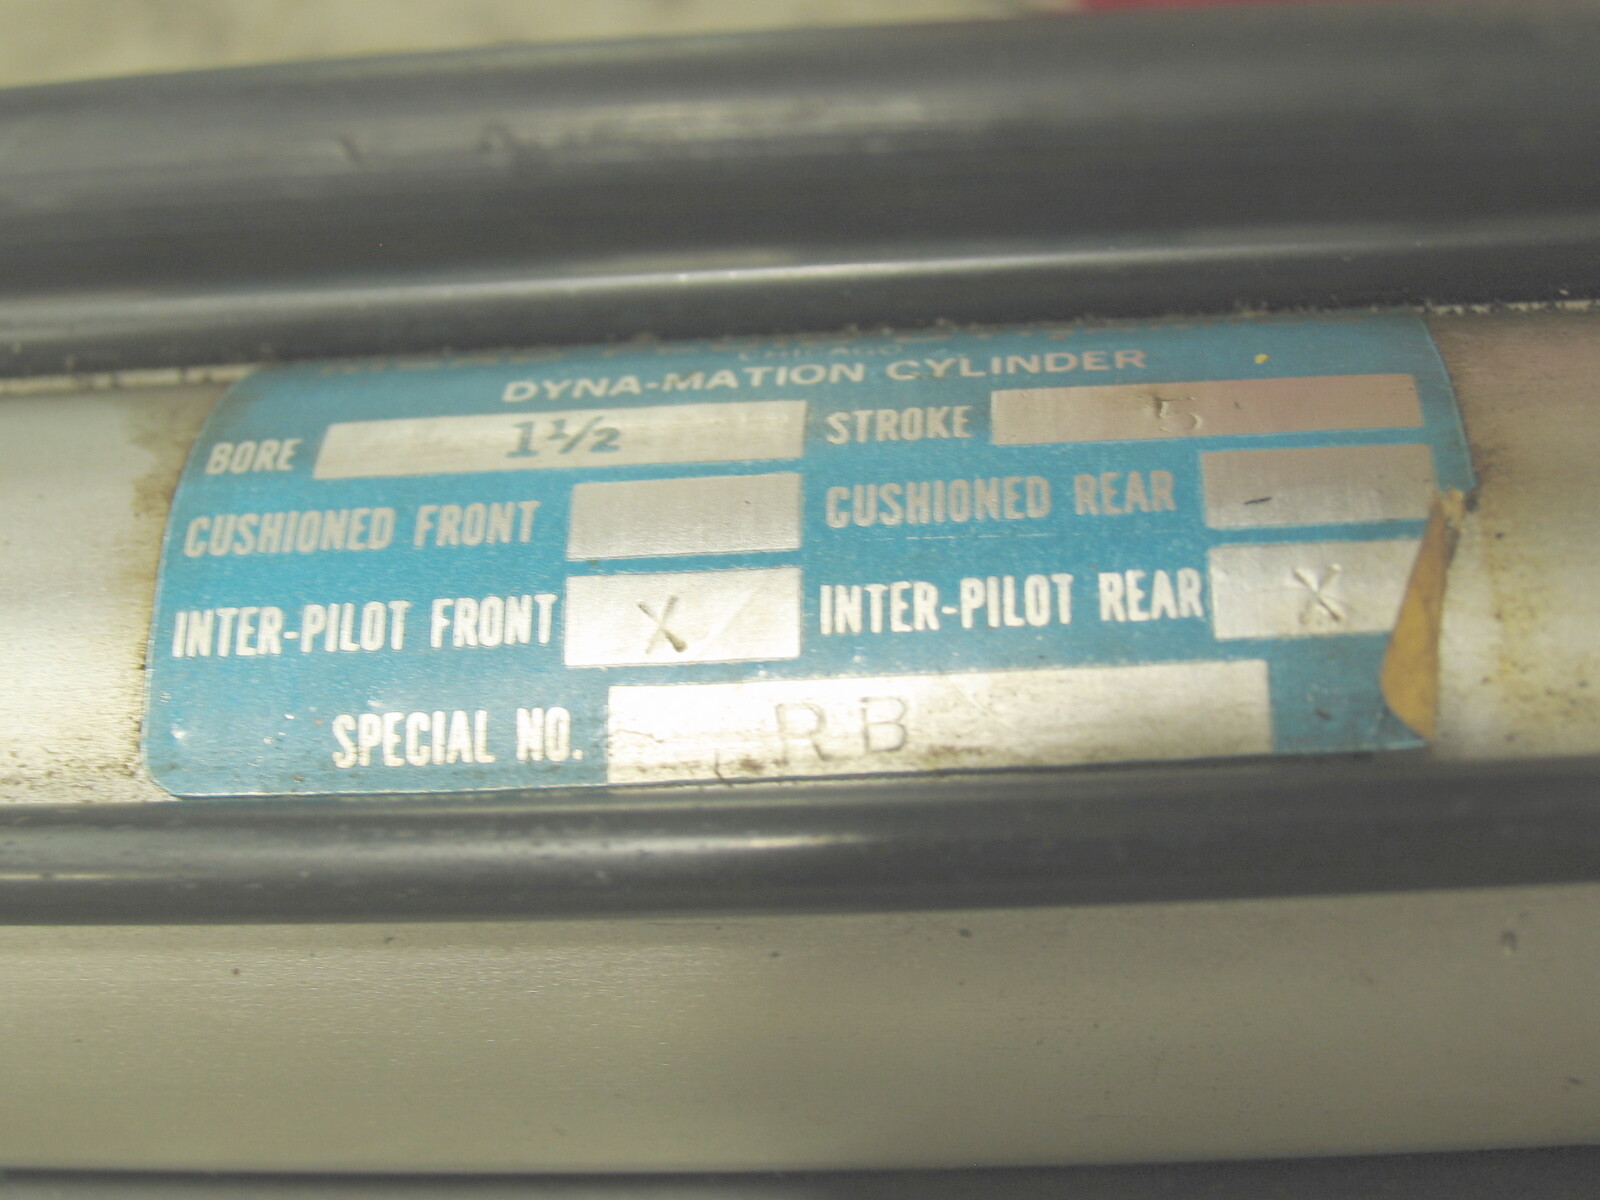 CHICAGO
DYNA-MATION CYLINDER
BORE 1½ STROKE 5
CUSHIONED FRONT CUSHIONED REAR
INTER-PILOT FRONT X INTER-PILOT REAR X
SPECIAL NO. RB